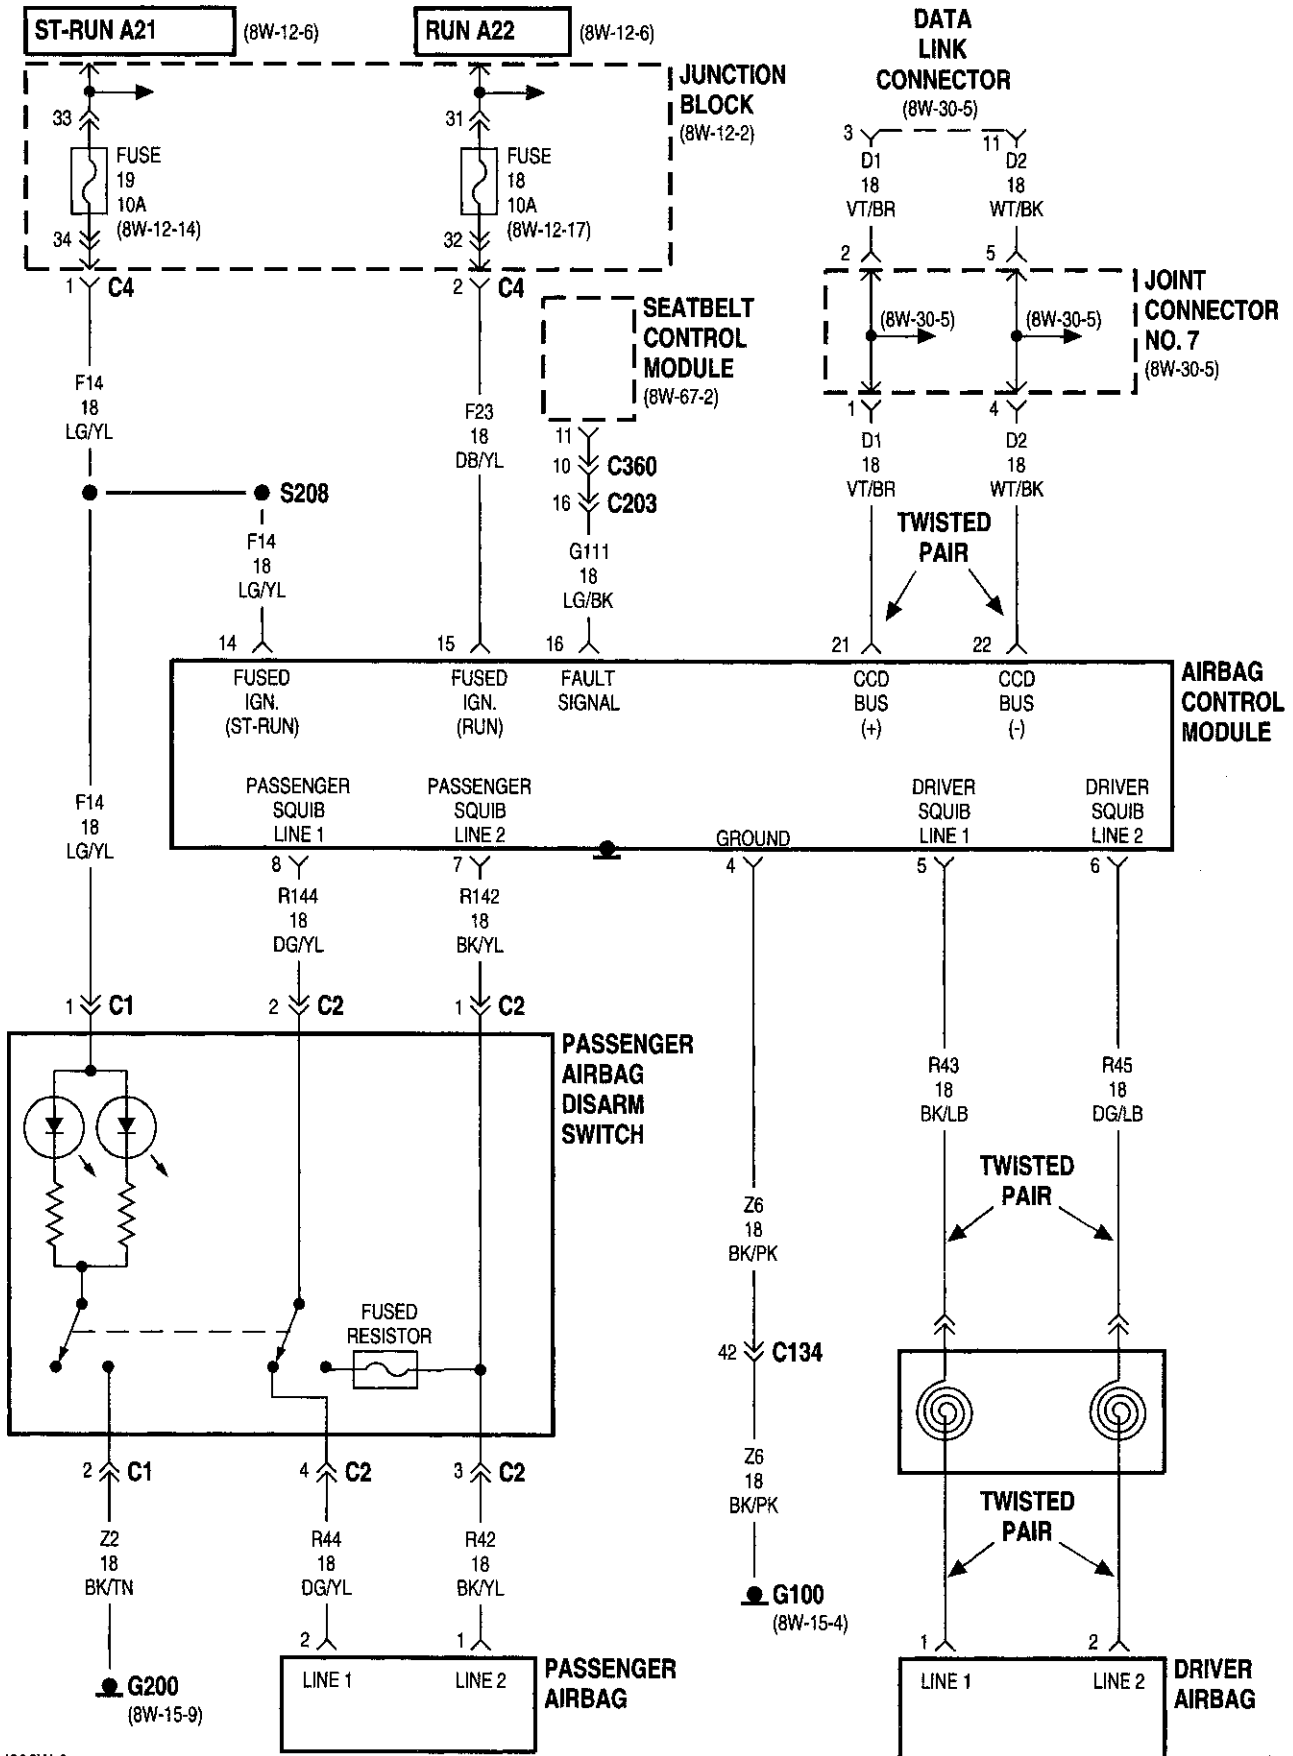 ST-RUN A21
(8W-12-6)
RUN A22
(8W-12-6)
DATA
LINK
CONNECTOR
(8W-30-5)
JUNCTION
BLOCK
(8W-12-2)
33
FUSE
19
10A
(8W-12-14)
34
1
C4
31
FUSE
18
10A
(8W-12-17)
32
2
C4
3
11
D1
18
VT/BR
D2
18
WT/BK
2
5
(8W-30-5)
(8W-30-5)
JOINT
CONNECTOR
NO. 7
(8W-30-5)
1
4
SEATBELT
CONTROL
MODULE
(8W-67-2)
F14
18
LG/YL
F23
18
DB/YL
11
10
C360
16
C203
D1
18
VT/BR
D2
18
WT/BK
S208
F14
18
LG/YL
G111
18
LG/BK
TWISTED
PAIR
14
15
16
21
22
FUSED
IGN.
(ST-RUN)
FUSED
IGN.
(RUN)
FAULT
SIGNAL
CCD
BUS
(+)
CCD
BUS
(-)
AIRBAG
CONTROL
MODULE
PASSENGER
SQUIB
LINE 1
PASSENGER
SQUIB
LINE 2
GROUND
DRIVER
SQUIB
LINE 1
DRIVER
SQUIB
LINE 2
F14
18
LG/YL
8
7
4
5
6
R144
18
DG/YL
R142
18
BK/YL
1
C1
2
C2
1
C2
PASSENGER
AIRBAG
DISARM
SWITCH
R43
18
BK/LB
R45
18
DG/LB
TWISTED
PAIR
Z6
18
BK/PK
FUSED
RESISTOR
42
C134
2
C1
4
C2
3
C2
Z6
18
BK/PK
TWISTED
PAIR
Z2
18
BK/TN
R44
18
DG/YL
R42
18
BK/YL
G100
(8W-15-4)
2
1
1
2
G200
(8W-15-9)
LINE 1
LINE 2
PASSENGER
AIRBAG
LINE 1
LINE 2
DRIVER
AIRBAG